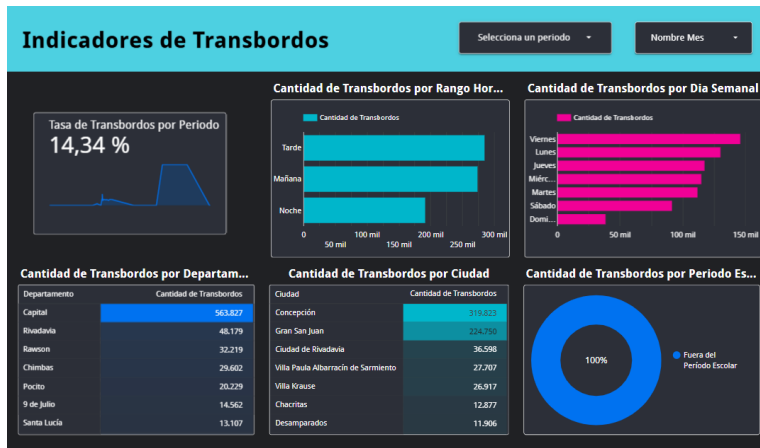 Indicadores de Transbordos
Selecciona un periodo
Nombre Mes
Tasa de Transbordos por Periodo
14,34 %
Cantidad de Transbordos por Rango Hor...
Cantidad de Transbordos
Tarde
Mañana
Noche
0
50 mil
100 mil
150 mil
200 mil
250 mil
300 mil
Cantidad de Transbordos por Dia Semanal
Cantidad de Transbordos
Viernes
Lunes
Jueves
Miérc...
Martes
Sábado
Domi...
0
50 mil
100 mil
150 mil
Cantidad de Transbordos por Departam...
Departamento Cantidad de Transbordos
Capital 563.827
Rivadavia 48.179
Rawson 32.219
Chimbas 29.602
Pocito 20.229
9 de Julio 14.562
Santa Lucía 13.107
Cantidad de Transbordos por Ciudad
Ciudad Cantidad de Transbordos
Concepción 319.823
Gran San Juan 224.750
Ciudad de Rivadavia 36.598
Villa Paula Albarracín de Sarmiento 27.707
Villa Krause 26.917
Chacritas 12.877
Desamparados 11.906
Cantidad de Transbordos por Periodo Es...
100%
Fuera del
Período Escolar